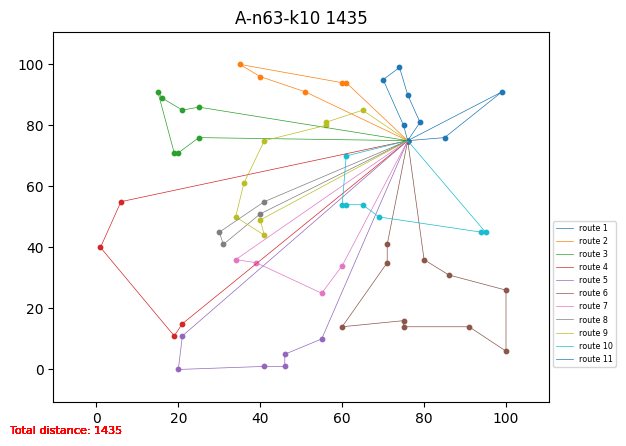 A-n63-k10 1435
100
80
60
40
20
0
0 20 40 60 80 100
route 1
route 2
route 3
route 4
route 5
route 6
route 7
route 8
route 9
route 10
route 11
Total distance: 1435